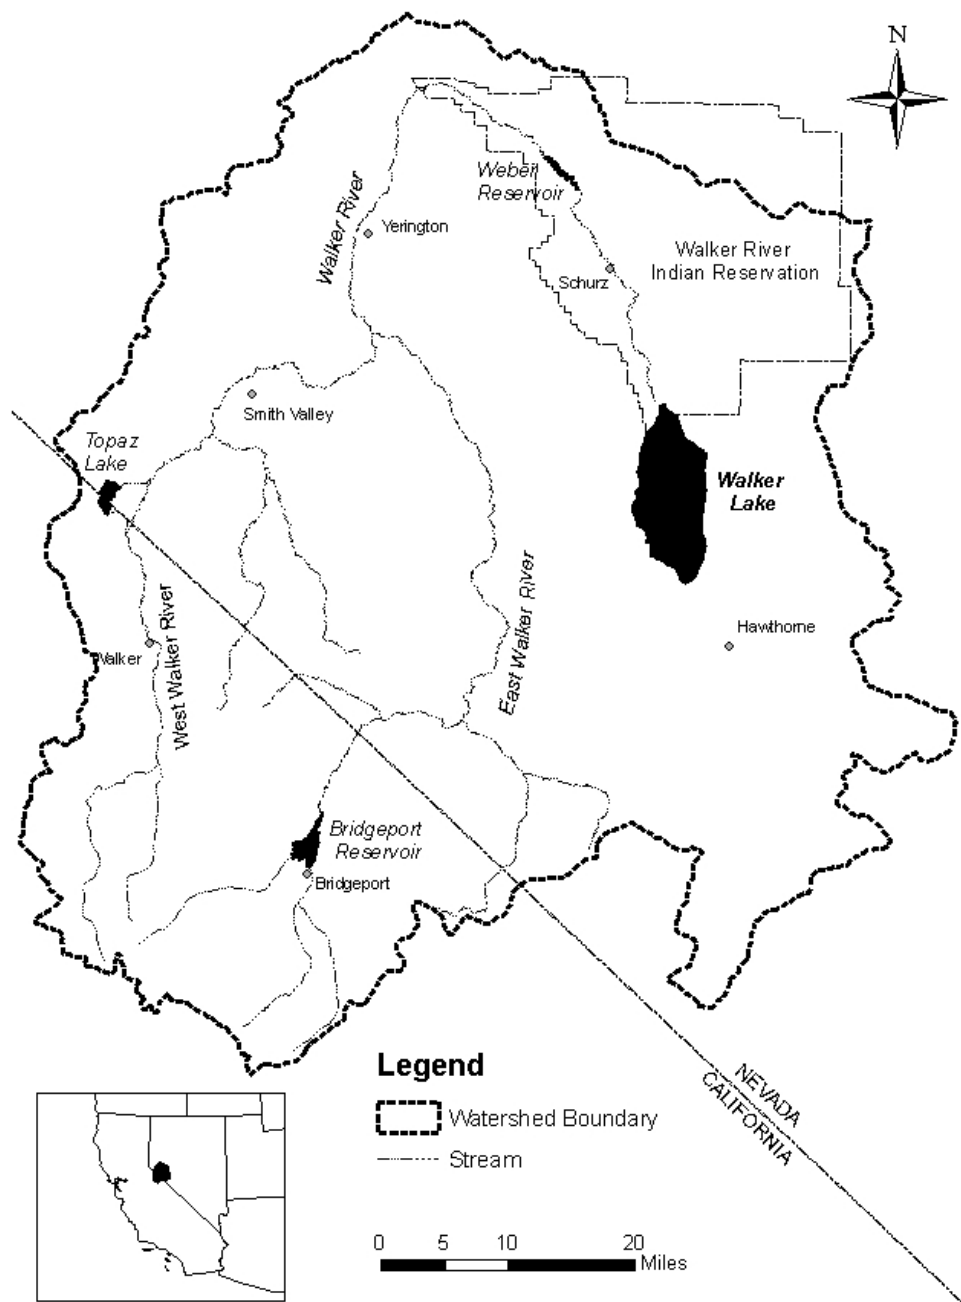 N
Weber
Reservoir
Walker River
Yerington
Walker River
Indian Reservation
Schurz
Smith Valley
Topaz
Lake
Walker
Lake
East Walker River
Hawthorne
Walker
West Walker River
Bridgeport
Reservoir
Bridgeport
Legend
Watershed Boundary
Stream
NEVADA
CALIFORNIA
0 5 10 20
Miles